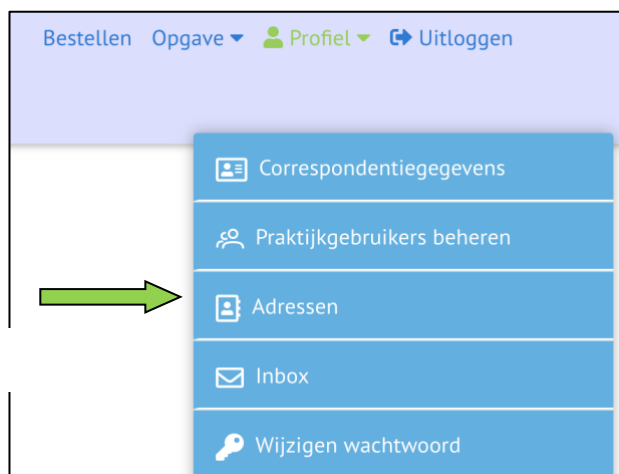 Bestellen Opgave Profiel Uitloggen
Correspondentiegegevens
Praktijkgebruikers beheren
Adressen
Inbox
Wijzigen wachtwoord